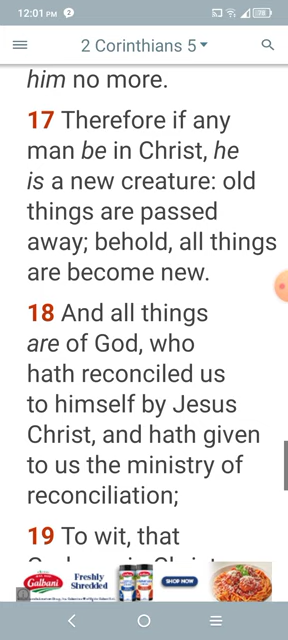 12:01 PM 2
2 Corinthians 5
him no more.
17 Therefore if any
man be in Christ, he
is a new creature: old
things are passed
away; behold, all things
are become new.
18 And all things
are of God, who
hath reconciled us
to himself by Jesus
Christ, and hath given
to us the ministry of
reconciliation;
19 To wit, that
Galbani
Freshly
Shredded
SHOP NOW